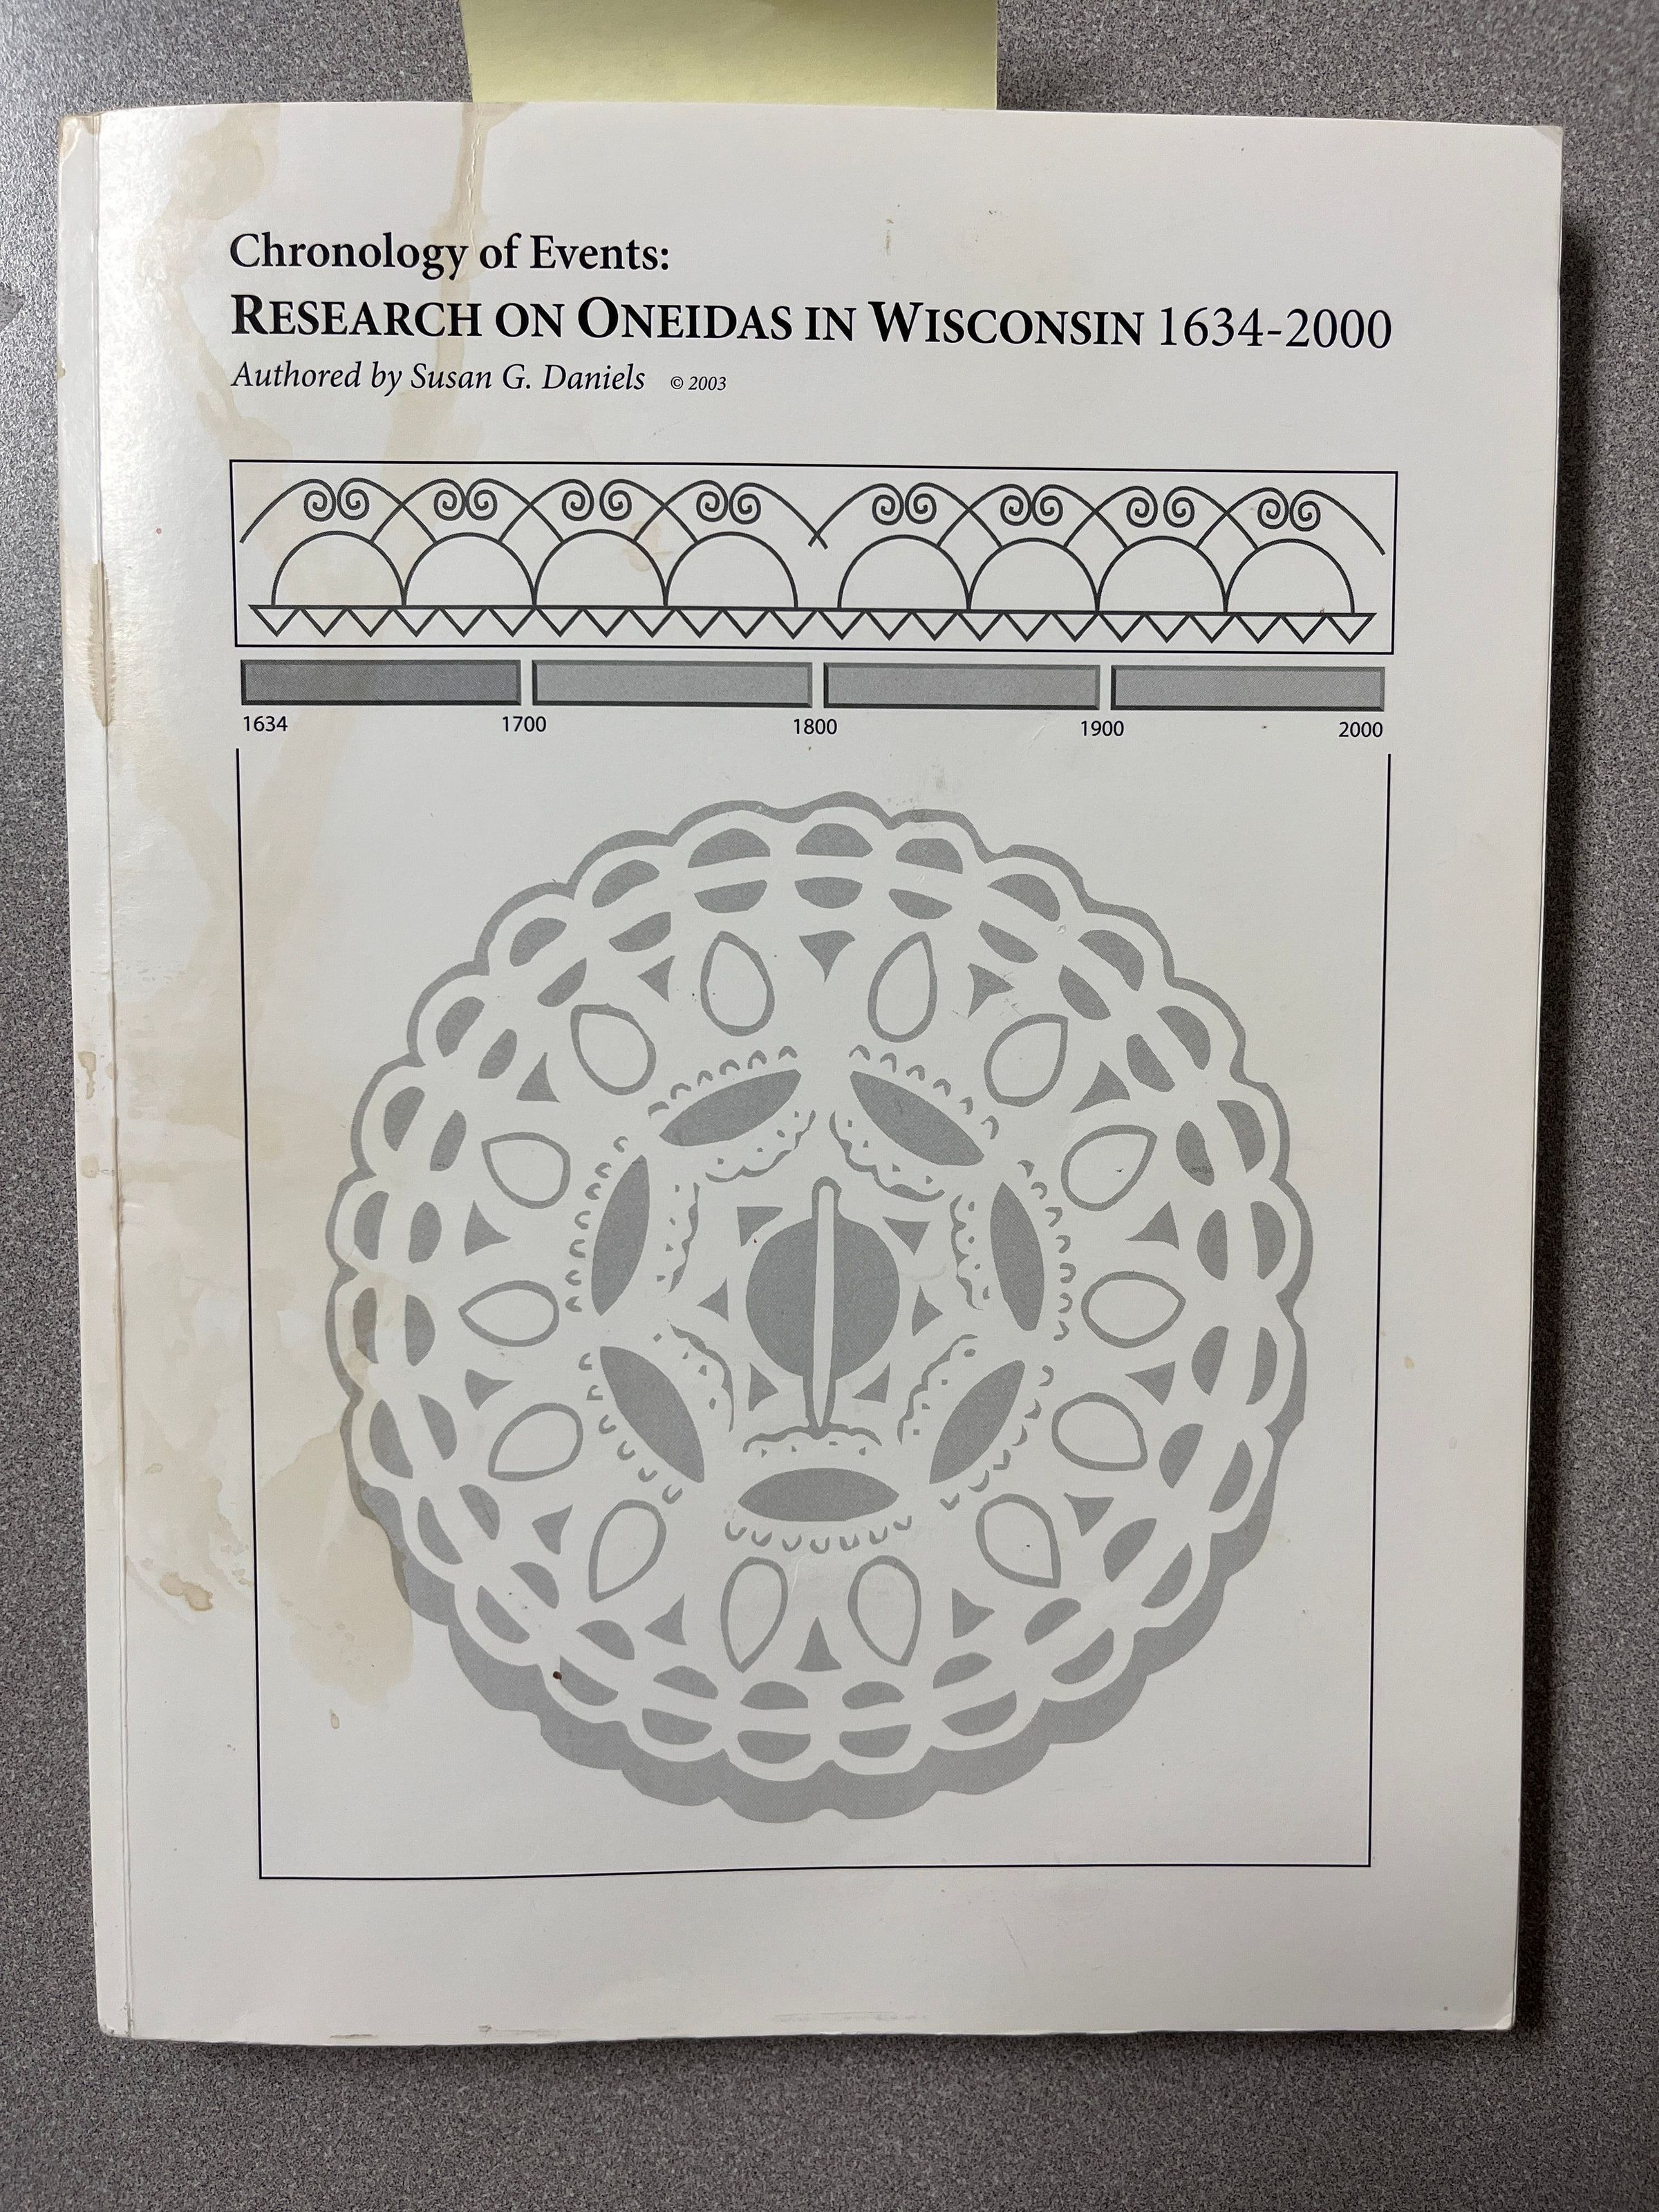 Chronology of Events:
RESEARCH ON ONEIDAS IN WISCONSIN 1634-2000
Authored by Susan G. Daniels © 2003
1634 1700 1800 1900 2000